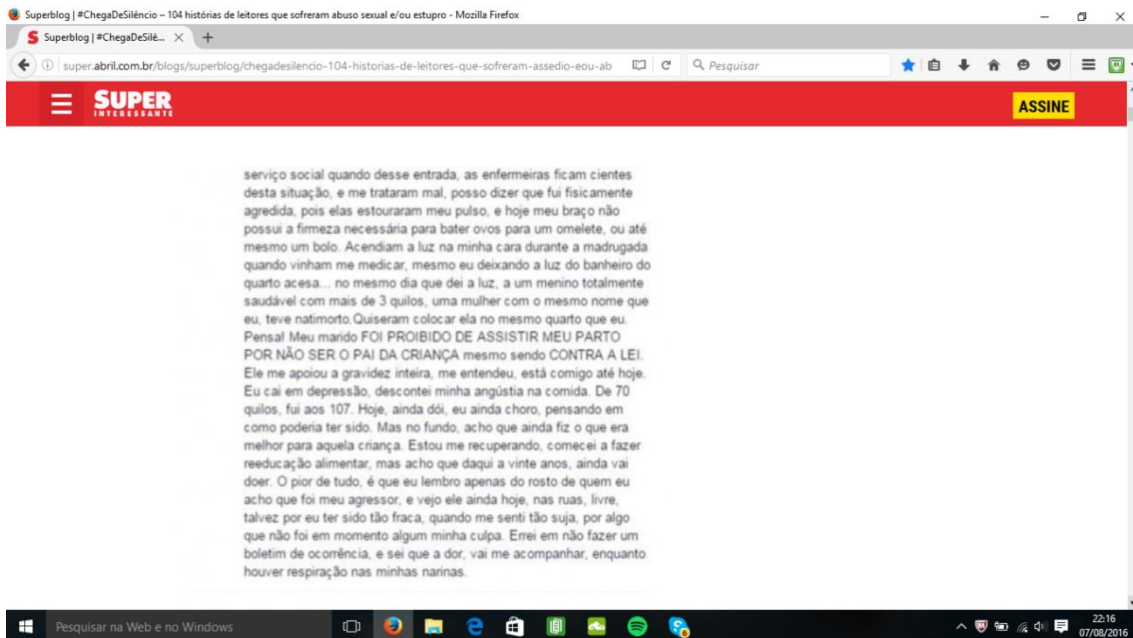 Superblog | #ChegaDeSilêncio – 104 histórias de leitores que sofreram abuso sexual e/ou estupro - Mozilla Firefox
Superblog | #ChegaDeSilê...
super.abril.com.br/blogs/superblog/chegadesilencio-104-historias-de-leitores-que-sofreram-assedio-eou-ab
Pesquisar
SUPER
INTERESSANTE
ASSINE
serviço social quando desse entrada, as enfermeiras ficam cientes
desta situação, e me trataram mal, posso dizer que fui fisicamente
agredida, pois elas estouraram meu pulso, e hoje meu braço não
possui a firmeza necessária para bater ovos para um omelete, ou até
mesmo um bolo. Acendiam a luz na minha cara durante a madrugada
quando vinham me medicar, mesmo eu deixando a luz do banheiro do
quarto acesa... no mesmo dia que dei a luz, a um menino totalmente
saudável com mais de 3 quilos, uma mulher com o mesmo nome que
eu, teve natimorto.Quiseram colocar ela no mesmo quarto que eu.
Pensa! Meu marido FOI PROIBIDO DE ASSISTIR MEU PARTO
POR NÃO SER O PAI DA CRIANÇA mesmo sendo CONTRA A LEI.
Ele me apoiou a gravidez inteira, me entendeu, está comigo até hoje.
Eu cai em depressão, descontei minha angústia na comida. De 70
quilos, fui aos 107. Hoje, ainda dói, eu ainda choro, pensando em
como poderia ter sido. Mas no fundo, acho que ainda fiz o que era
melhor para aquela criança. Estou me recuperando, comecei a fazer
reeducação alimentar, mas acho que daqui a vinte anos, ainda vai
doer. O pior de tudo, é que eu lembro apenas do rosto de quem eu
acho que foi meu agressor, e vejo ele ainda hoje, nas ruas, livre,
talvez por eu ter sido tão fraca, quando me senti tão suja, por algo
que não foi em momento algum minha culpa. Errei em não fazer um
boletim de ocorrência, e sei que a dor, vai me acompanhar, enquanto
houver respiração nas minhas narinas.
Pesquisar na Web e no Windows
22:16
07/08/2016